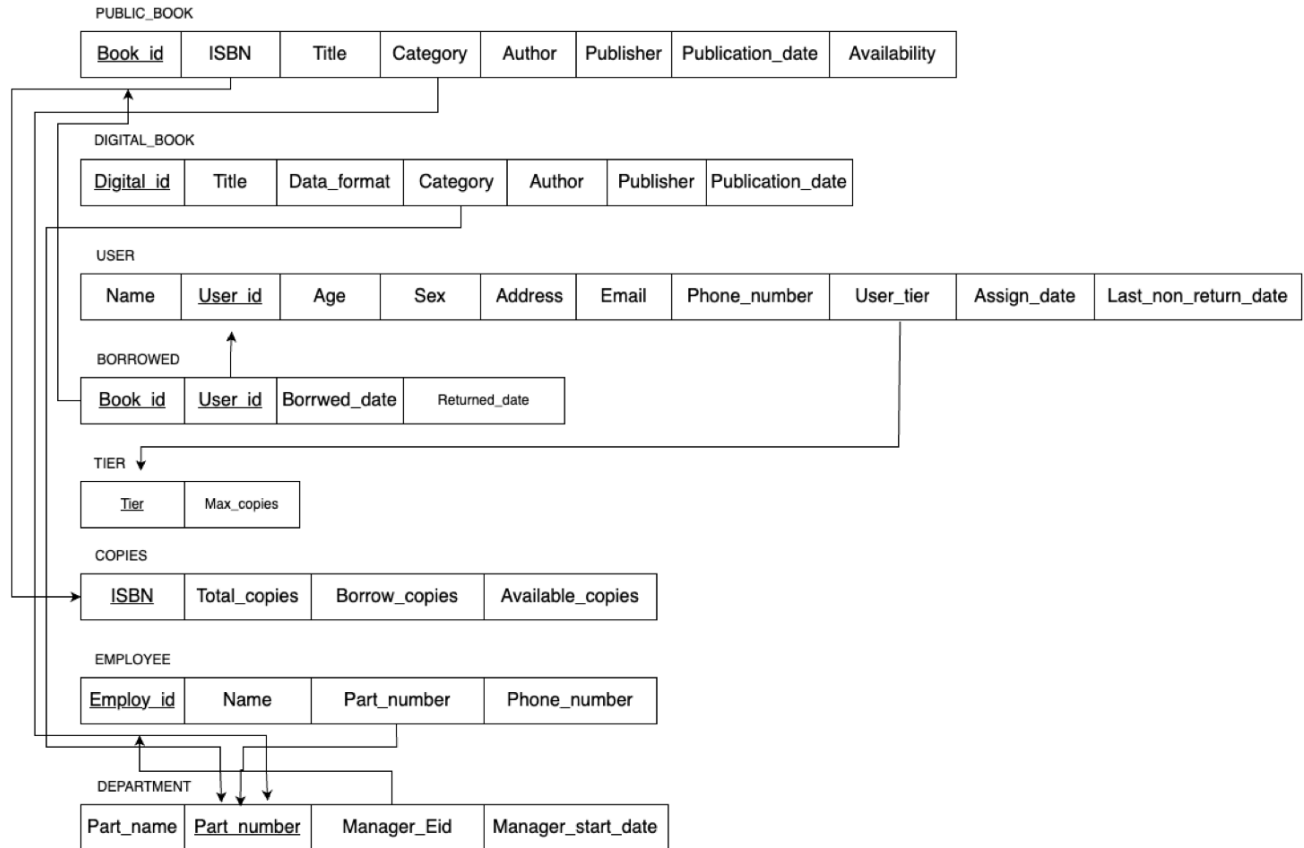 PUBLIC_BOOK
Book_id ISBN Title Category Author Publisher Publication_date Availability
DIGITAL_BOOK
Digital_id Title Data_format Category Author Publisher Publication_date
USER
Name User_id Age Sex Address Email Phone_number User_tier Assign_date Last_non_return_date
BORROWED
Book_id User_id Borrwed_date Returned_date
TIER
Tier Max_copies
COPIES
ISBN Total_copies Borrow_copies Available_copies
EMPLOYEE
Employ_id Name Part_number Phone_number
DEPARTMENT
Part_name Part_number Manager_Eid Manager_start_date